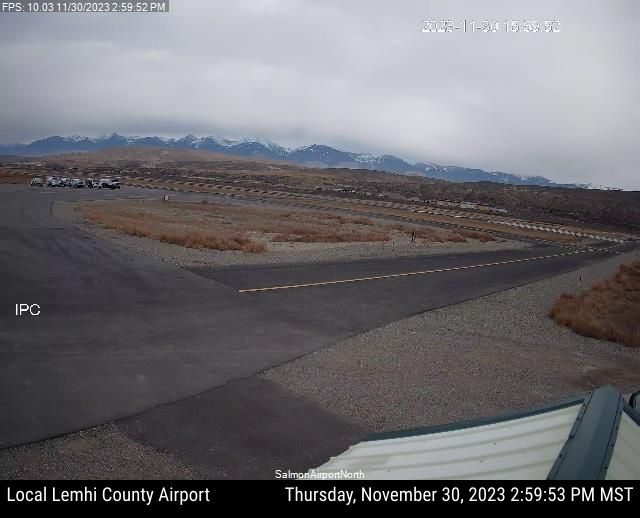 FPS: 10.03 11/30/2023 2:59:52 PM
2023-11-30 15:59:52
IPC
SalmonAirportNorth
Local Lemhi County Airport
Thursday, November 30, 2023 2:59:53 PM MST